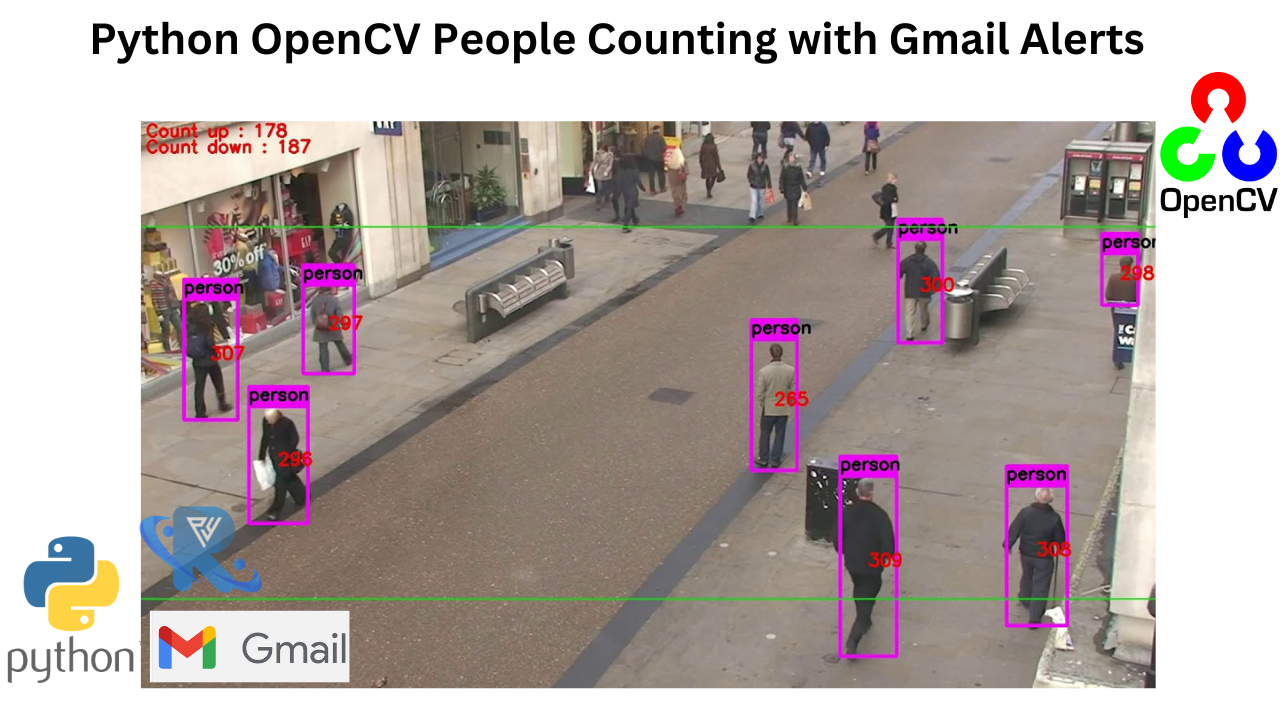 Python OpenCV People Counting with Gmail Alerts
Count up : 178
Count down : 187
OpenCV
person
person
person
person
person
person
person
person
30% off
GAP
300
298
297
307
265
296
309
308
python
Gmail